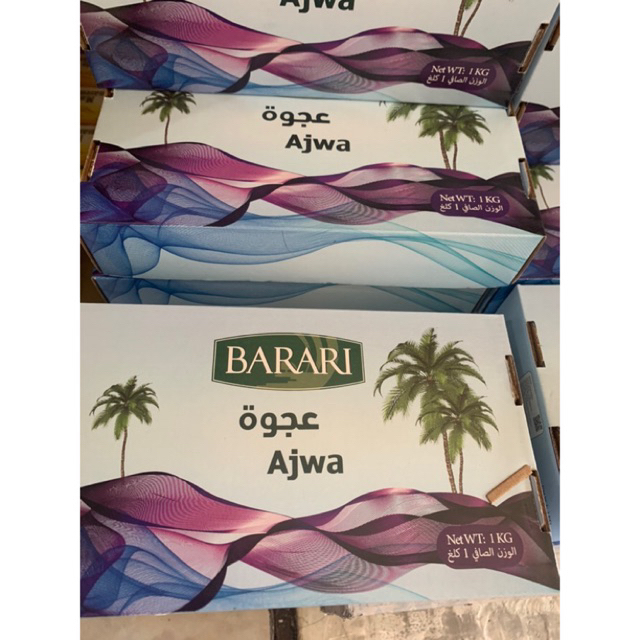 Ajwa
Net WT: 1 KG
الوزن الصافي 1 كلغ
عجوة
Ajwa
Net WT: 1 KG
الوزن الصافي 1 كلغ
BARARI
عجوة
Ajwa
Net WT: 1 KG
الوزن الصافي 1 كلغ